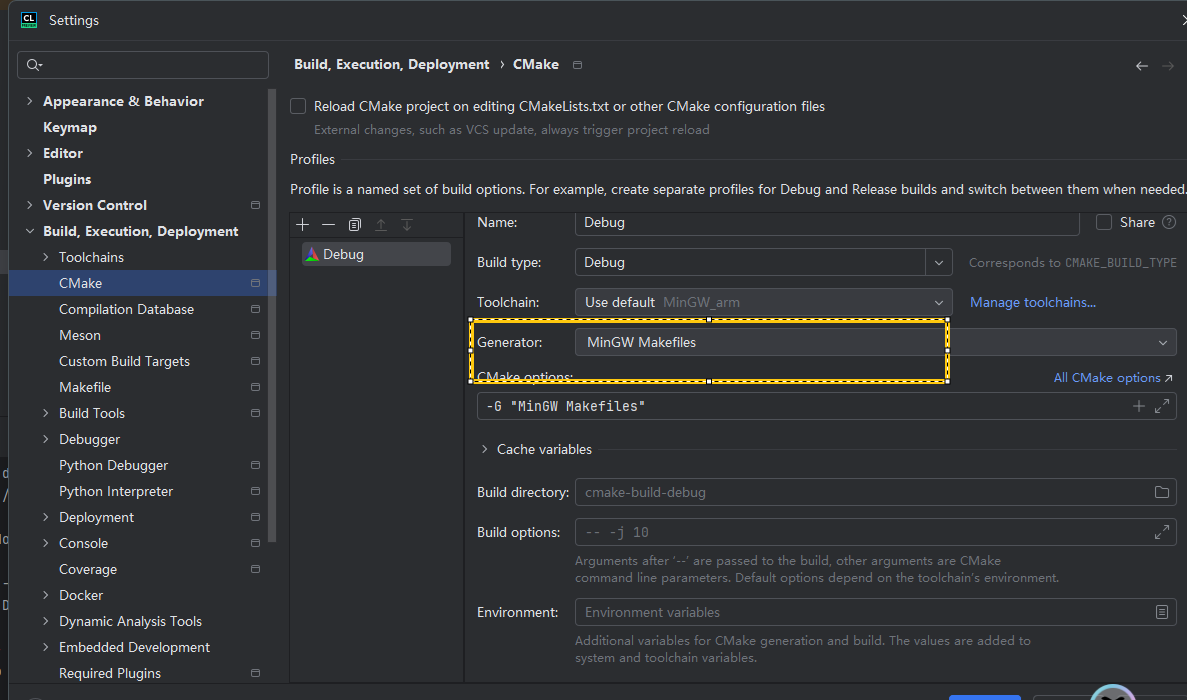 CL
Settings
Build, Execution, Deployment › CMake
Appearance & Behavior
Keymap
Editor
Plugins
Version Control
Build, Execution, Deployment
Toolchains
CMake
Compilation Database
Meson
Custom Build Targets
Makefile
Build Tools
Debugger
Python Debugger
Python Interpreter
Deployment
Console
Coverage
Docker
Dynamic Analysis Tools
Embedded Development
Required Plugins
Reload CMake project on editing CMakeLists.txt or other CMake configuration files
External changes, such as VCS update, always trigger project reload
Profiles
Profile is a named set of build options. For example, create separate profiles for Debug and Release builds and switch between them when needed.
Debug
Name: Debug Share ?
Build type: Debug Corresponds to CMAKE_BUILD_TYPE
Toolchain: Use default MinGW_arm Manage toolchains...
Generator: MinGW Makefiles
CMake options: All CMake options ↗
-G "MinGW Makefiles"
Cache variables
Build directory: cmake-build-debug
Build options: -- -j 10
Arguments after '--' are passed to the build, other arguments are CMake
command line parameters. Default options depend on the toolchain's environment.
Environment: Environment variables
Additional variables for CMake generation and build. The values are added to
system and toolchain variables.